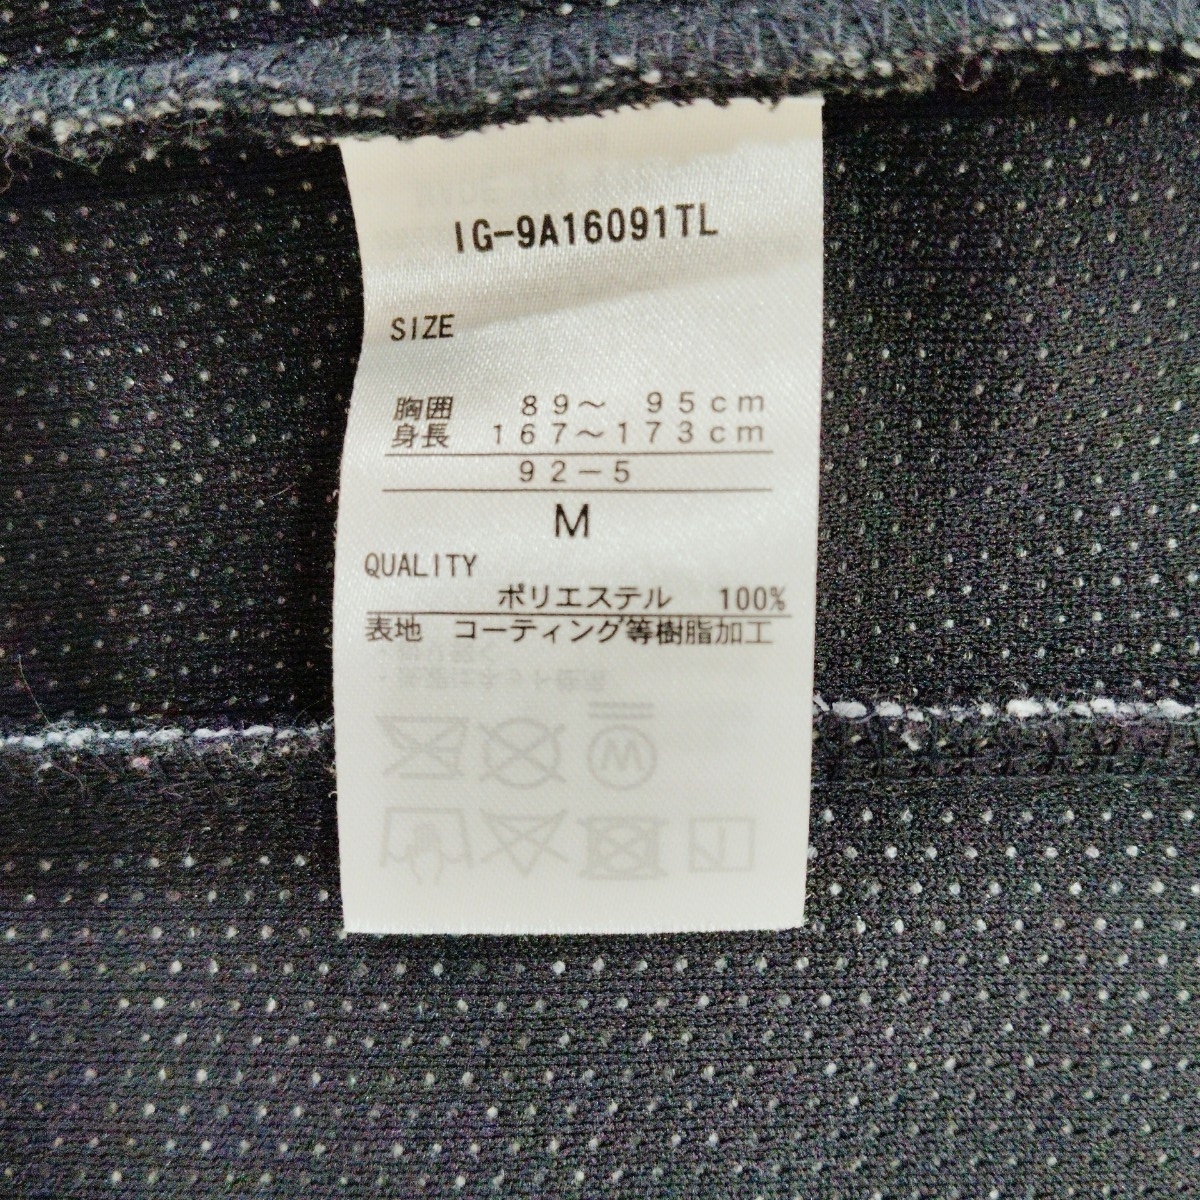 IG-9A16091TL
SIZE
胸囲 89～ 95cm
身長 167～173cm
92-5
M
QUALITY
ポリエステル 100%
表地 コーティング等樹脂加工